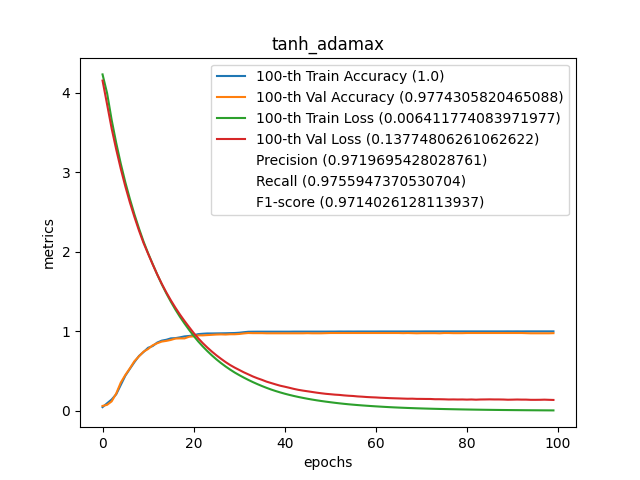 tanh_adamax
100-th Train Accuracy (1.0)
100-th Val Accuracy (0.9774305820465088)
100-th Train Loss (0.006411774083971977)
100-th Val Loss (0.13774806261062622)
Precision (0.9719695428028761)
Recall (0.9755947370530704)
F1-score (0.9714026128113937)
metrics
4
3
2
1
0
0 20 40 60 80 100
epochs